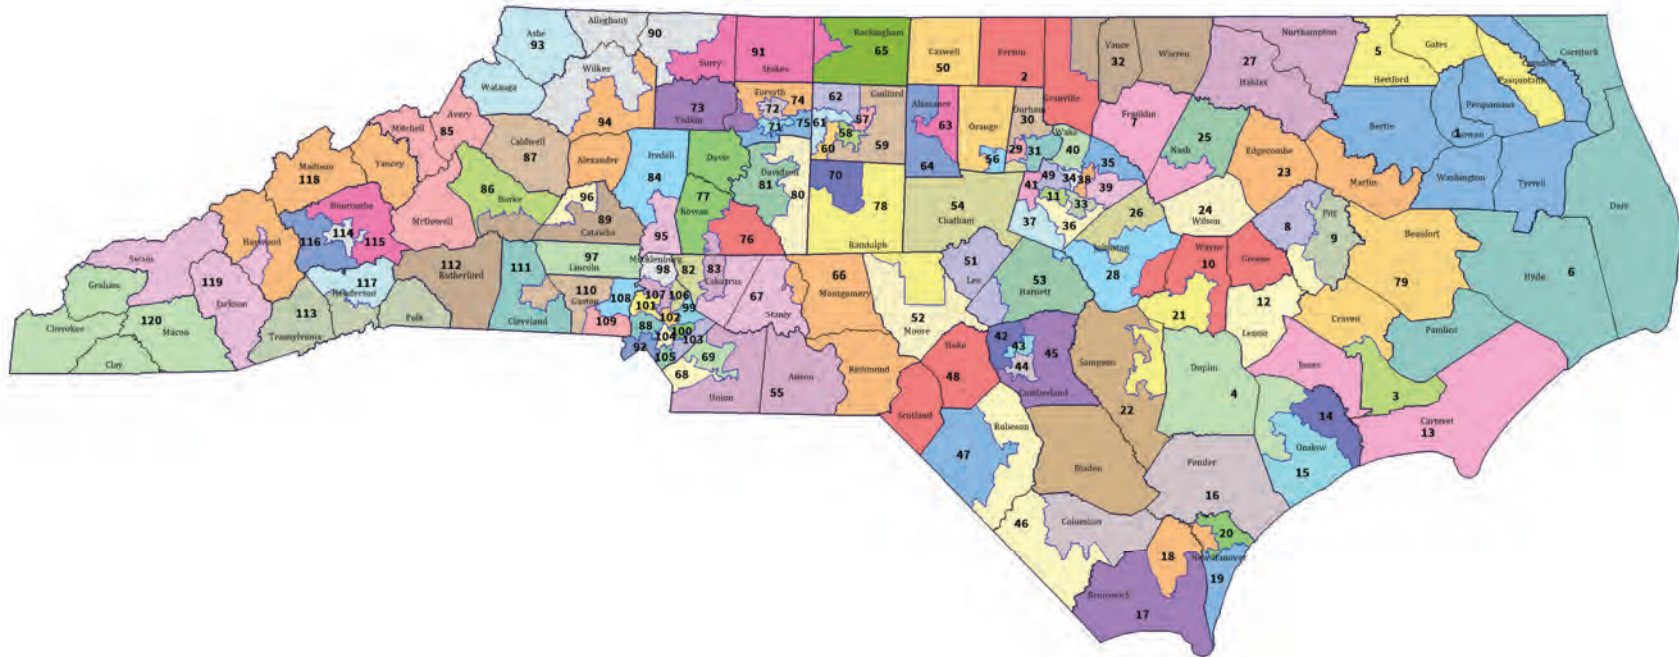 Alleghany
90
Ashe
93
Surry
91
Stokes
Rockingham
65
Caswell
50
Person
2
Granville
Vance
32
Warren
Northampton
27
Halifax
5
Gates
Hertford
Camden
Currituck
Pasquotank
Perquimans
Chowan
1
Bertie
Wilkes
Watauga
94
73
Yadkin
Forsyth
74
72
71
75
62
Guilford
61
57
58
60
59
Alamance
63
64
Orange
56
Durham
30
29
31
Wake
40
35
Franklin
7
25
Nash
Edgecombe
23
Martin
Washington
Tyrrell
Dare
Avery
85
Mitchell
Yancey
Madison
118
Caldwell
87
Alexander
Iredell
84
Davie
77
Rowan
Davidson
81
80
70
78
Randolph
54
Chatham
49
34
38
41
39
11
33
37
36
26
Johnston
28
24
Wilson
8
Pitt
9
Beaufort
79
Hyde
6
86
Burke
96
89
Catawba
McDowell
Buncombe
114
116
115
Haywood
Swain
119
Jackson
Graham
Cherokee
120
Macon
Clay
113
Transylvania
117
Henderson
Polk
112
Rutherford
111
Cleveland
97
Lincoln
110
Gaston
108
109
95
Mecklenburg
98
82
83
Cabarrus
76
107
106
101
99
102
88
100
104
103
92
105
69
68
Union
67
Stanly
55
Anson
66
Montgomery
Richmond
52
Moore
51
Lee
53
Harnett
Hoke
48
Scotland
42
43
44
45
Cumberland
Sampson
22
Wayne
10
Greene
21
12
Lenoir
Craven
Pamlico
Jones
3
Carteret
13
14
Onslow
15
Duplin
4
Pender
16
Robeson
47
46
Bladen
Columbus
18
20
New Hanover
19
Brunswick
17